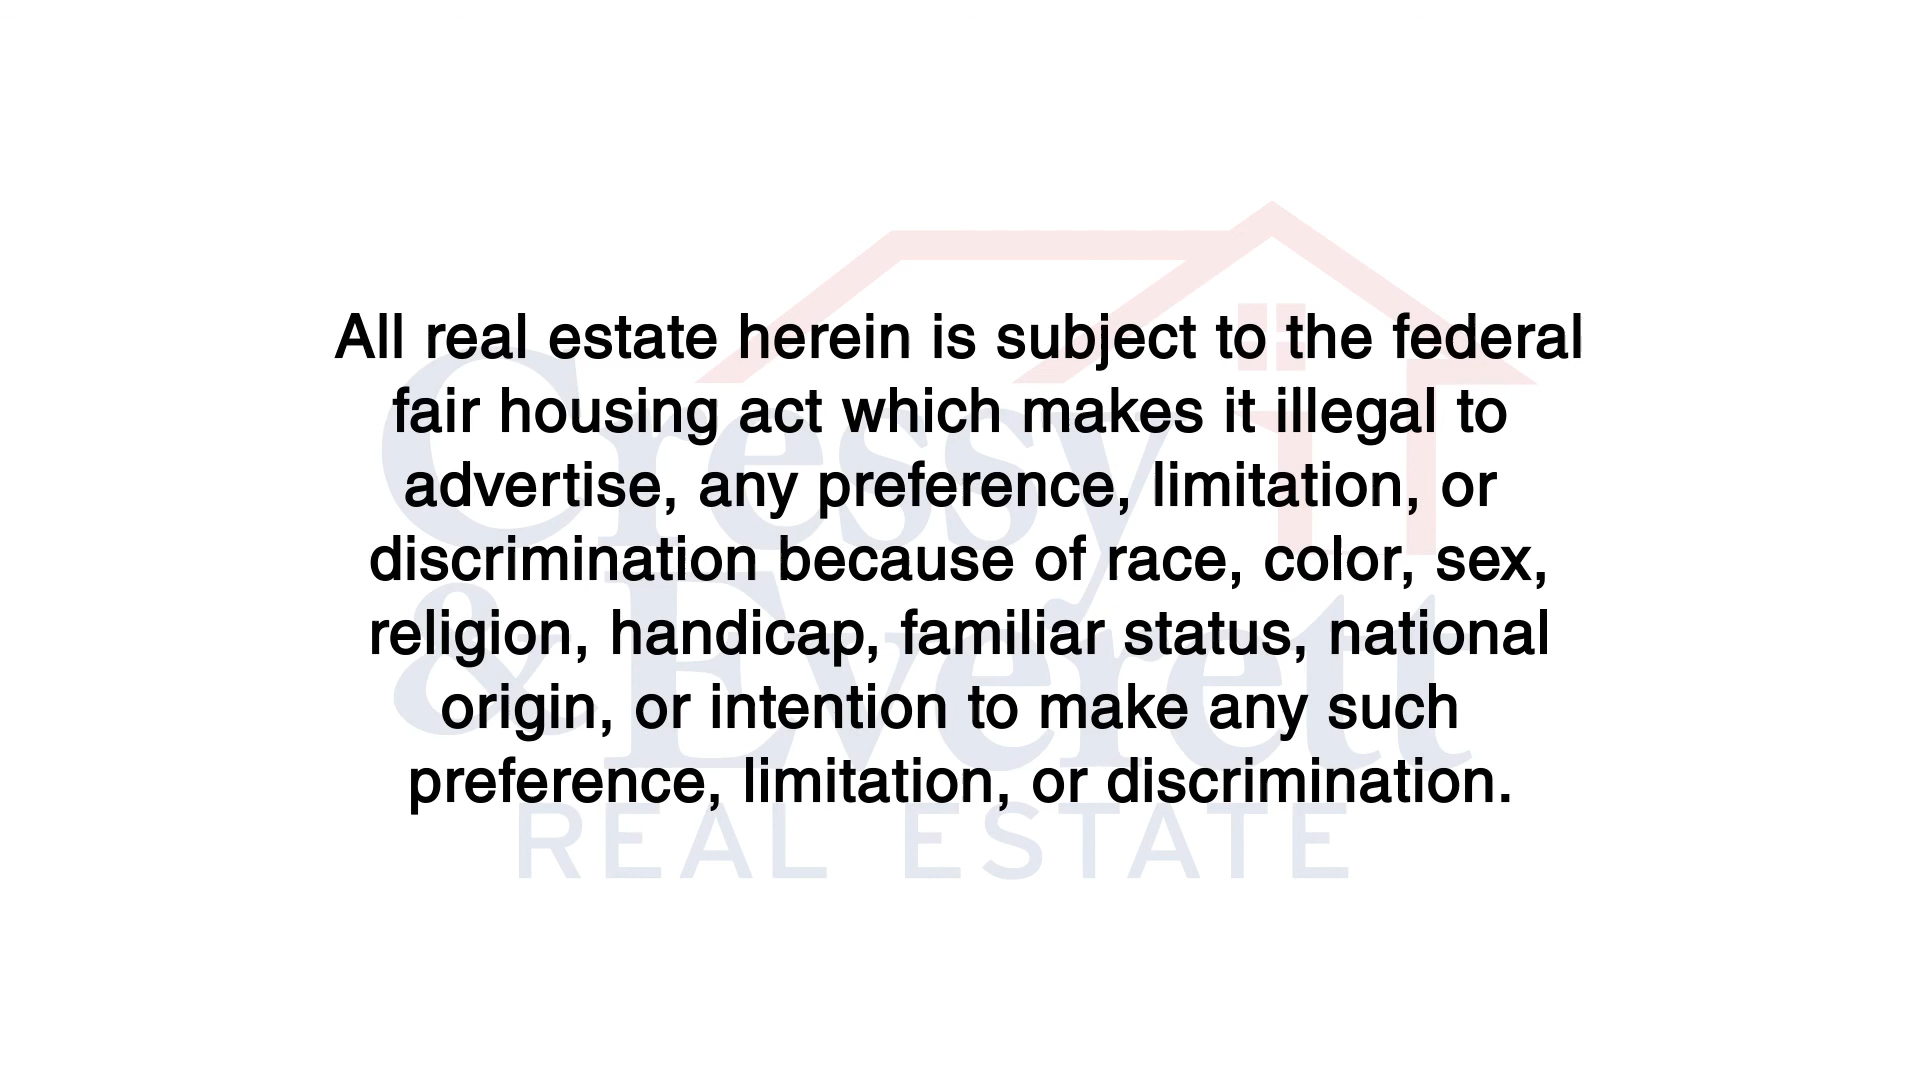 All real estate herein is subject to the federal
fair housing act which makes it illegal to
advertise, any preference, limitation, or
discrimination because of race, color, sex,
religion, handicap, familiar status, national
origin, or intention to make any such
preference, limitation, or discrimination.
Cressy
& Everett
REAL ESTATE